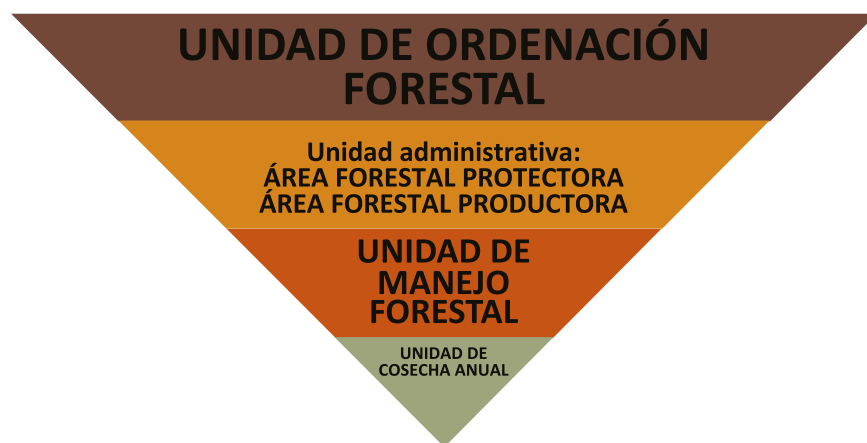 UNIDAD DE ORDENACIÓN
FORESTAL
Unidad administrativa:
ÁREA FORESTAL PROTECTORA
ÁREA FORESTAL PRODUCTORA
UNIDAD DE
MANEJO
FORESTAL
UNIDAD DE
COSECHA ANUAL